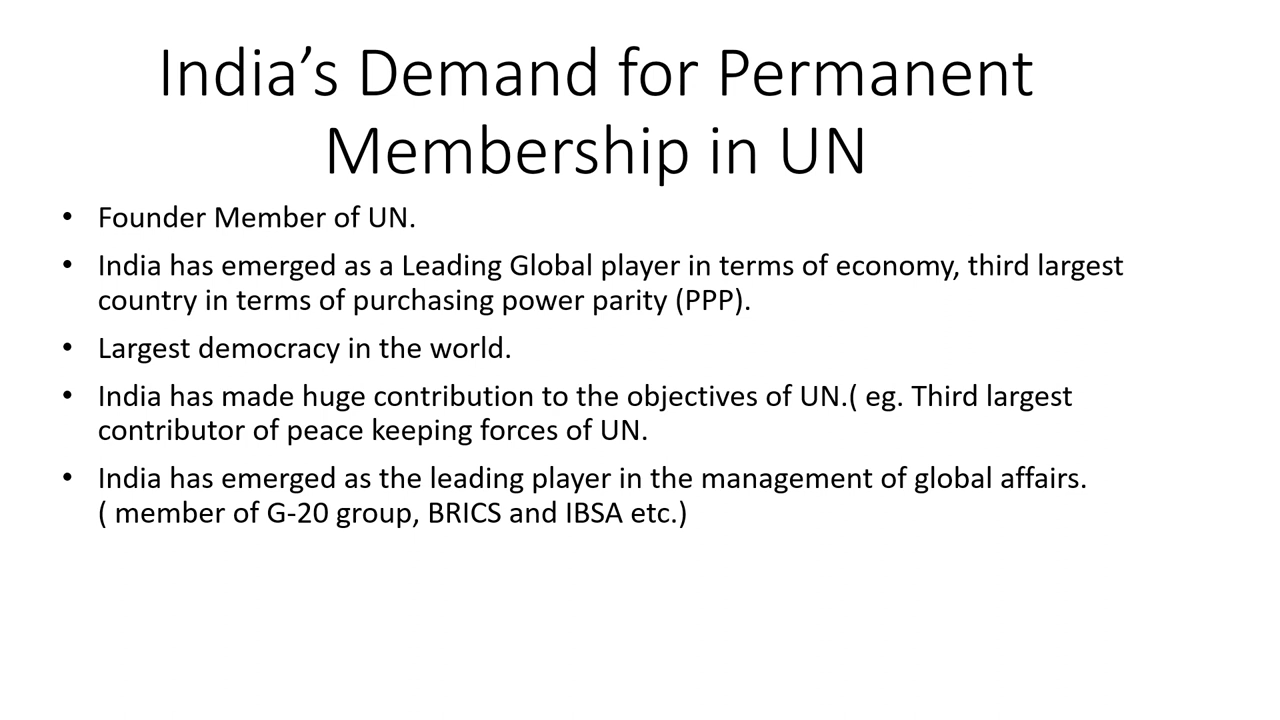 India’s Demand for Permanent
Membership in UN
• Founder Member of UN.
• India has emerged as a Leading Global player in terms of economy, third largest
country in terms of purchasing power parity (PPP).
• Largest democracy in the world.
• India has made huge contribution to the objectives of UN.( eg. Third largest
contributor of peace keeping forces of UN.
• India has emerged as the leading player in the management of global affairs.
( member of G-20 group, BRICS and IBSA etc.)